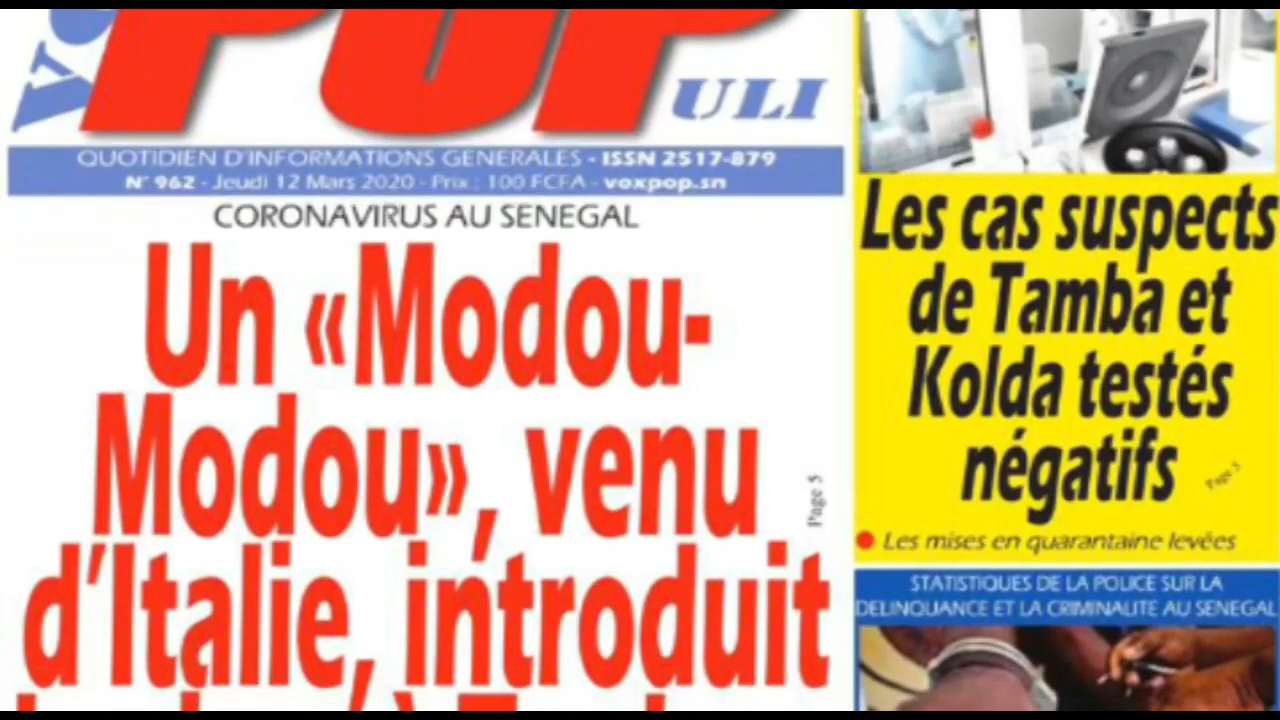 Vo
POP
ULI
QUOTIDIEN D'INFORMATIONS GENERALES - ISSN 2517-879
N° 962 - Jeudi 12 Mars 2020 - Prix : 100 FCFA - voxpop.sn
CORONAVIRUS AU SENEGAL
Un «Modou-
Modou», venu
d'Italie, introduit
Page 5
Les cas suspects
de Tamba et
Kolda testés
négatifs
Page 5
Les mises en quarantaine levées
STATISTIQUES DE LA POLICE SUR LA
DELINQUANCE ET LA CRIMINALITE AU SENEGAL